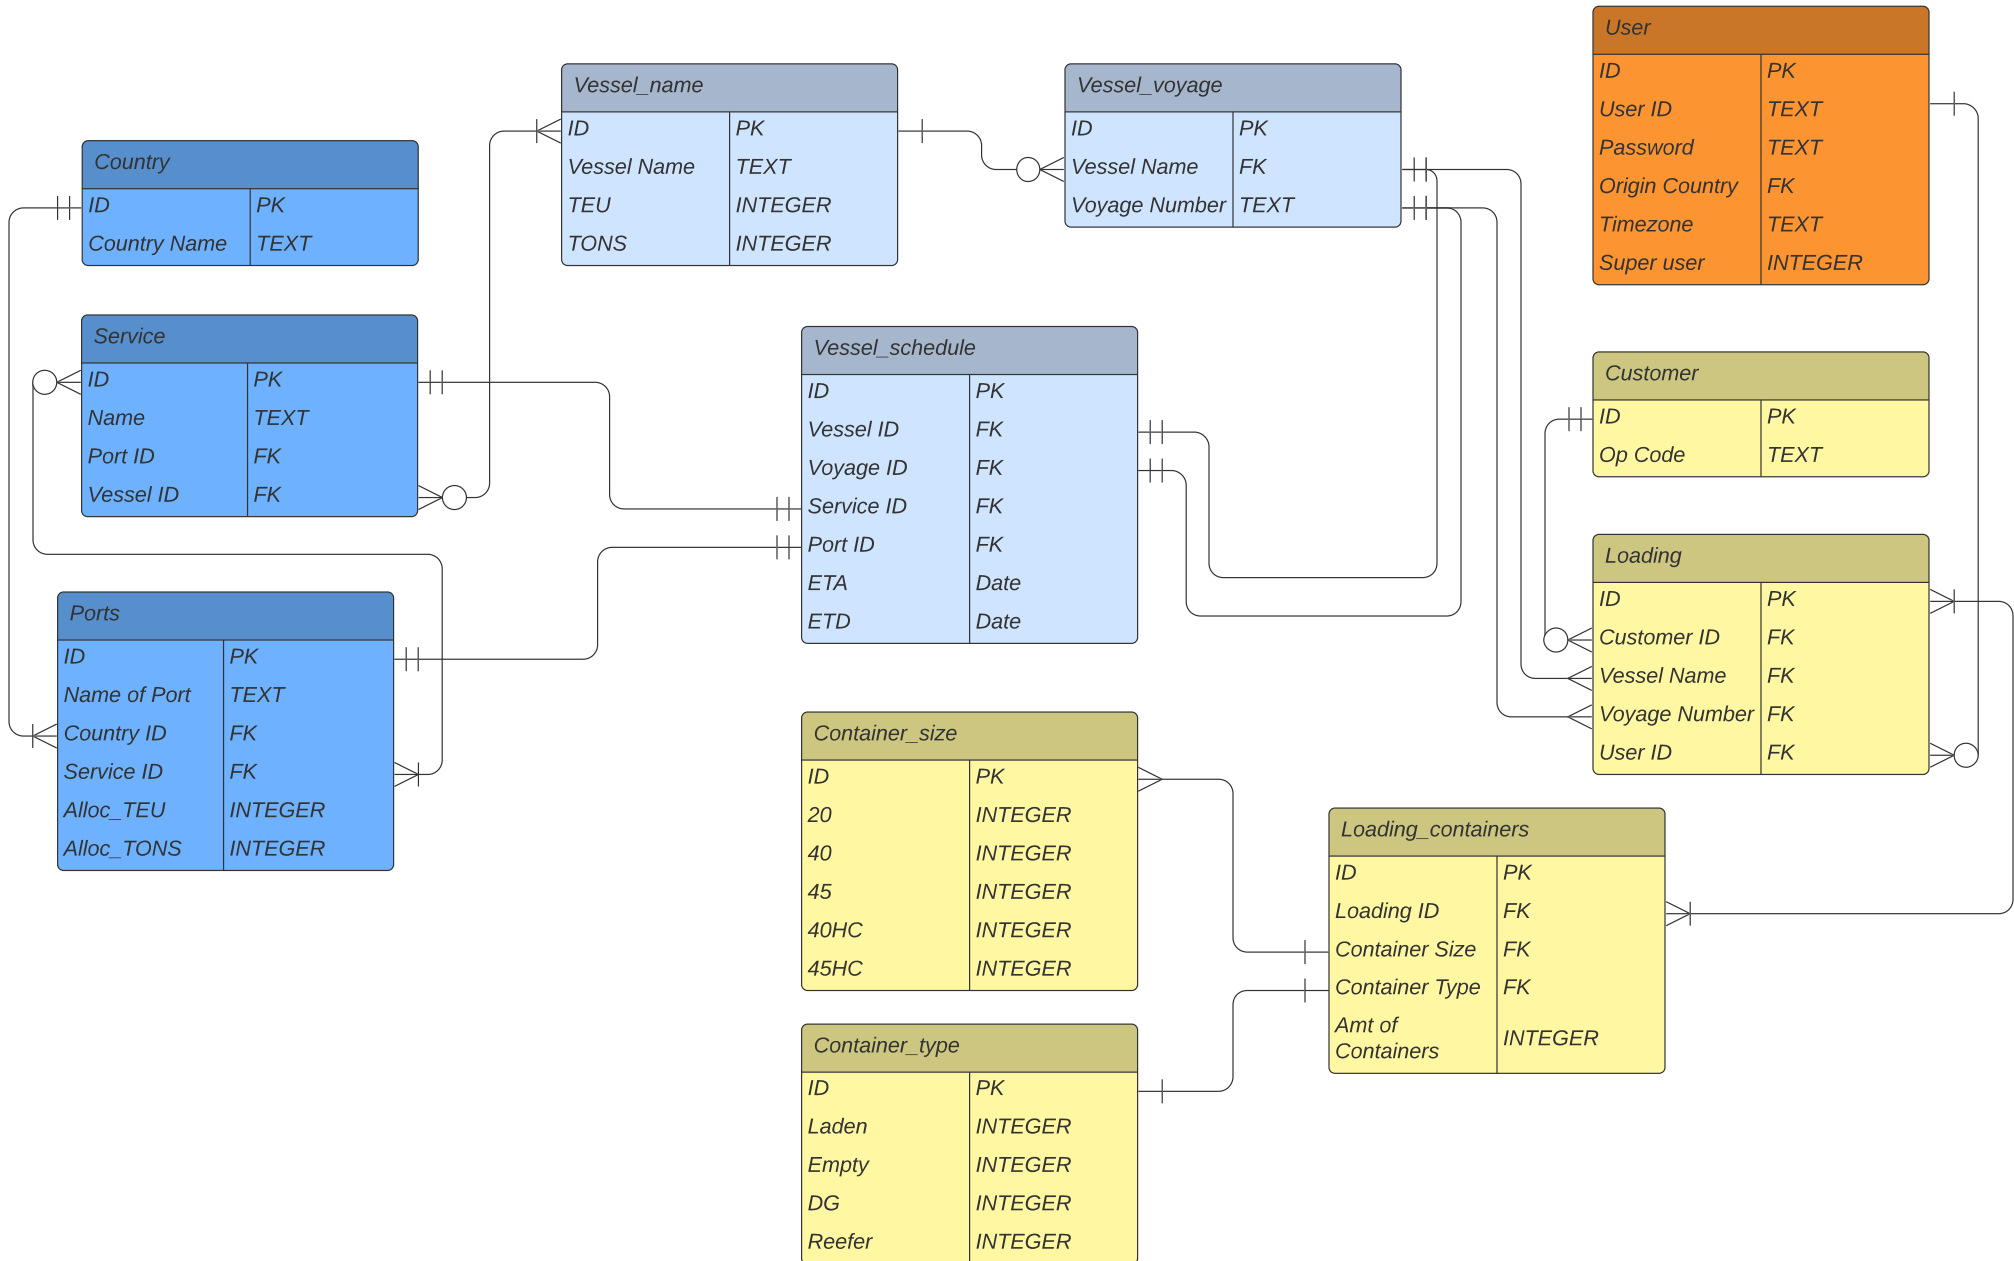 User
ID PK
User ID TEXT
Password TEXT
Origin Country FK
Timezone TEXT
Super user INTEGER
Vessel_name
ID PK
Vessel Name TEXT
TEU INTEGER
TONS INTEGER
Vessel_voyage
ID PK
Vessel Name FK
Voyage Number TEXT
Country
ID PK
Country Name TEXT
Service
ID PK
Name TEXT
Port ID FK
Vessel ID FK
Vessel_schedule
ID PK
Vessel ID FK
Voyage ID FK
Service ID FK
Port ID FK
ETA Date
ETD Date
Customer
ID PK
Op Code TEXT
Loading
ID PK
Customer ID FK
Vessel Name FK
Voyage Number FK
User ID FK
Ports
ID PK
Name of Port TEXT
Country ID FK
Service ID FK
Alloc_TEU INTEGER
Alloc_TONS INTEGER
Container_size
ID PK
20 INTEGER
40 INTEGER
45 INTEGER
40HC INTEGER
45HC INTEGER
Loading_containers
ID PK
Loading ID FK
Container Size FK
Container Type FK
Amt of
Containers INTEGER
Container_type
ID PK
Laden INTEGER
Empty INTEGER
DG INTEGER
Reefer INTEGER